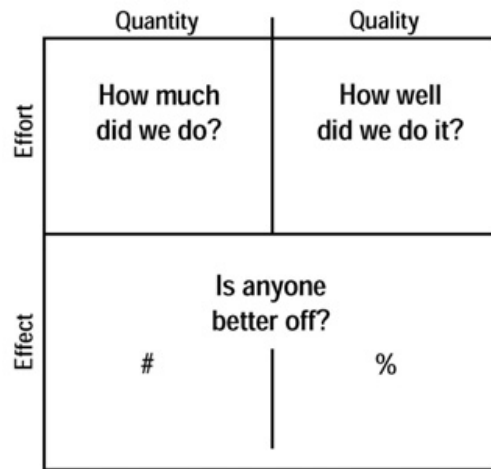 Quantity
Quality
Effort
How much
did we do?
How well
did we do it?
Effect
Is anyone
better off?
#
%